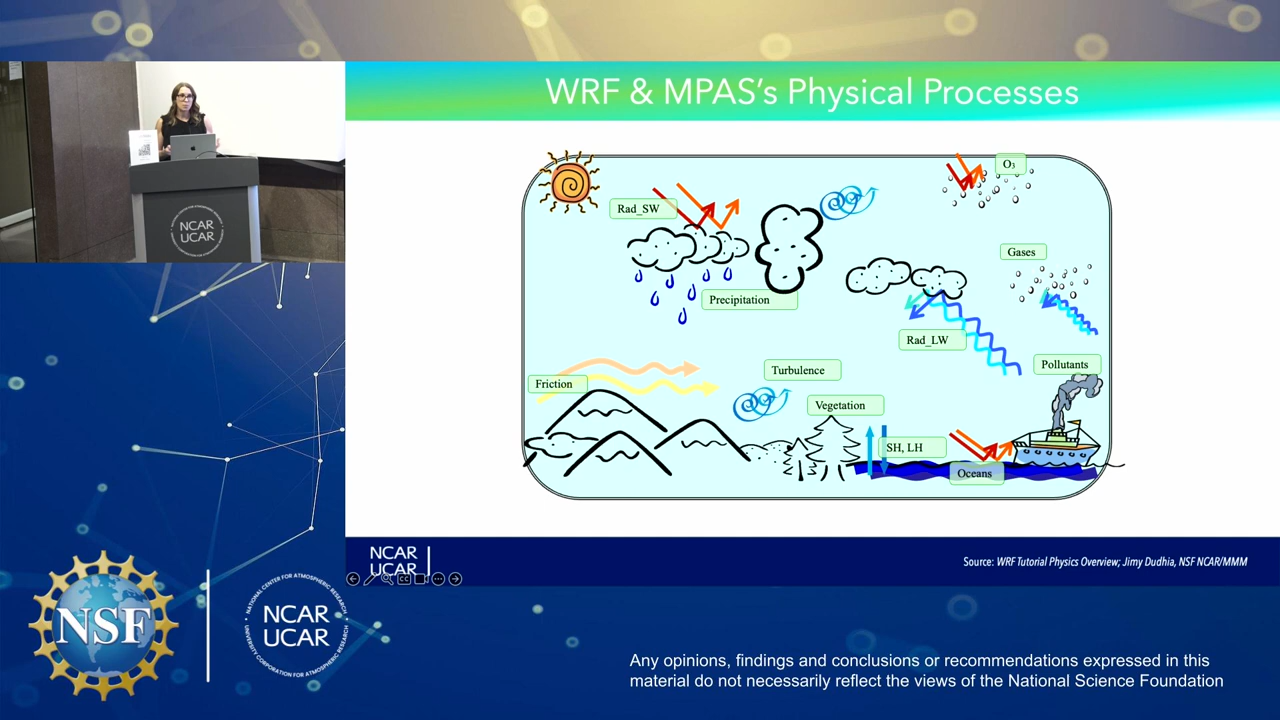 WRF & MPAS's Physical Processes
O3
Rad_SW
Gases
Precipitation
Rad_LW
Pollutants
Turbulence
Friction
Vegetation
SH, LH
Oceans
NCAR
UCAR
NCAR
UCAR
Source: WRF Tutorial Physics Overview; Jimy Dudhia, NSF NCAR/MMM
NSF
NATIONAL CENTER FOR ATMOSPHERIC RESEARCH
NCAR
UCAR
UNIVERSITY CORPORATION FOR ATMOSPHERIC RESEARCH
Any opinions, findings and conclusions or recommendations expressed in this
material do not necessarily reflect the views of the National Science Foundation